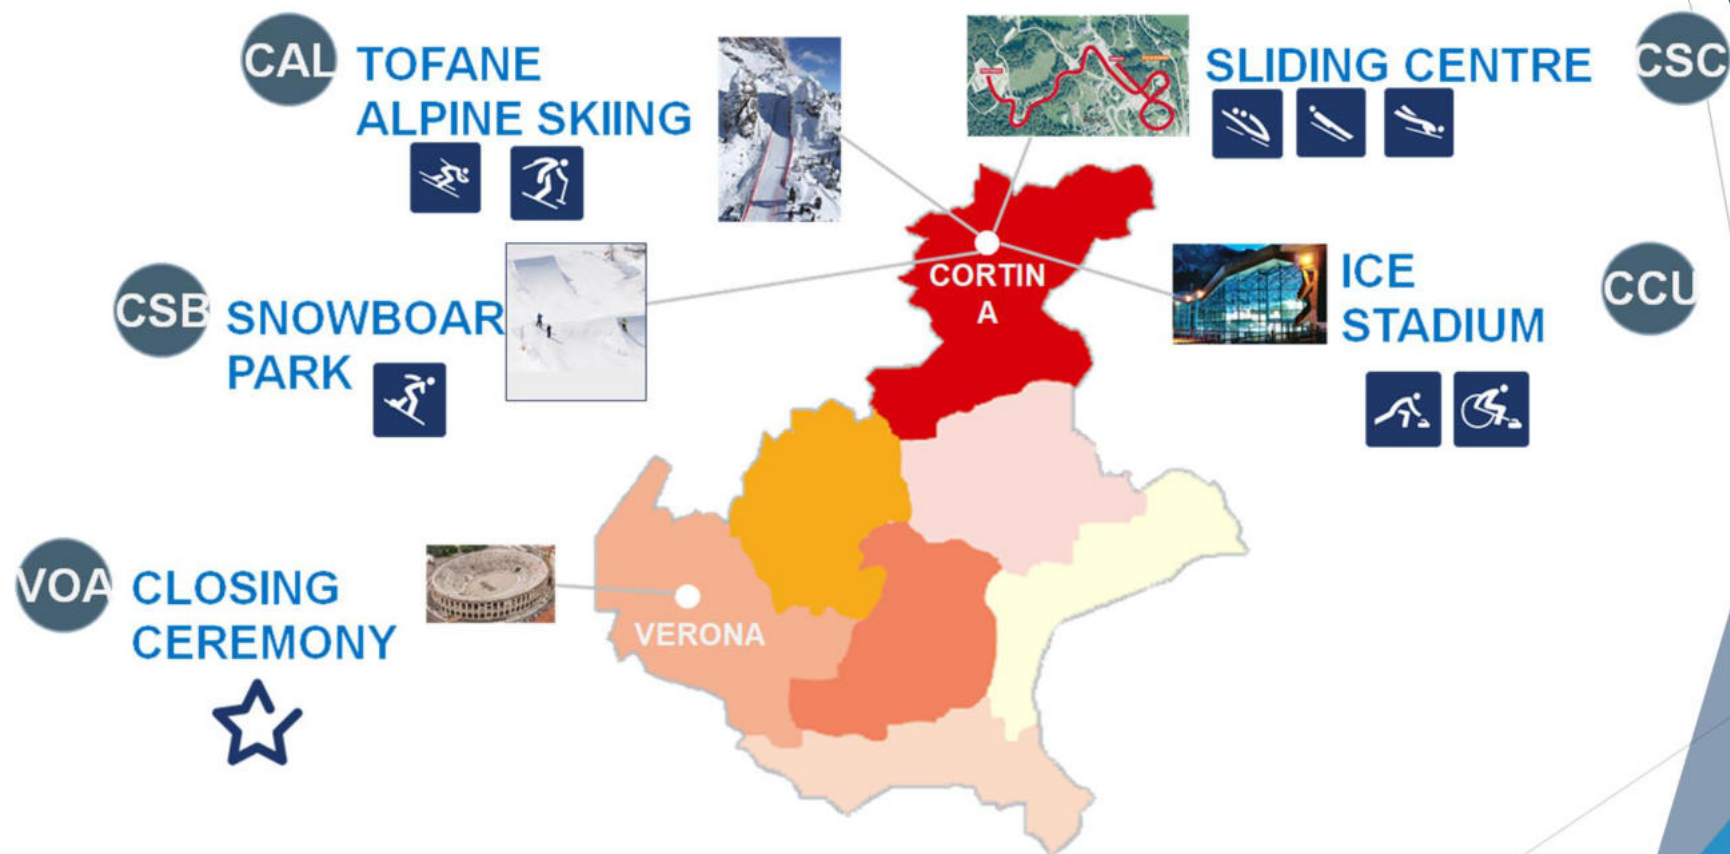 CAL
TOFANE
ALPINE SKIING
SLIDING CENTRE
CSC
CSB
SNOWBOAR
PARK
CORTIN
A
ICE
STADIUM
CCU
VOA
CLOSING
CEREMONY
VERONA